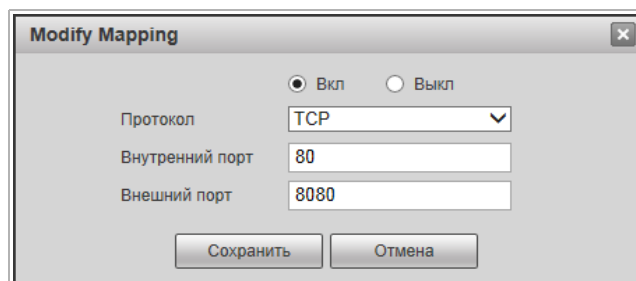 Modify Mapping
Вкл Выкл
Протокол TCP
Внутренний порт 80
Внешний порт 8080
Сохранить Отмена